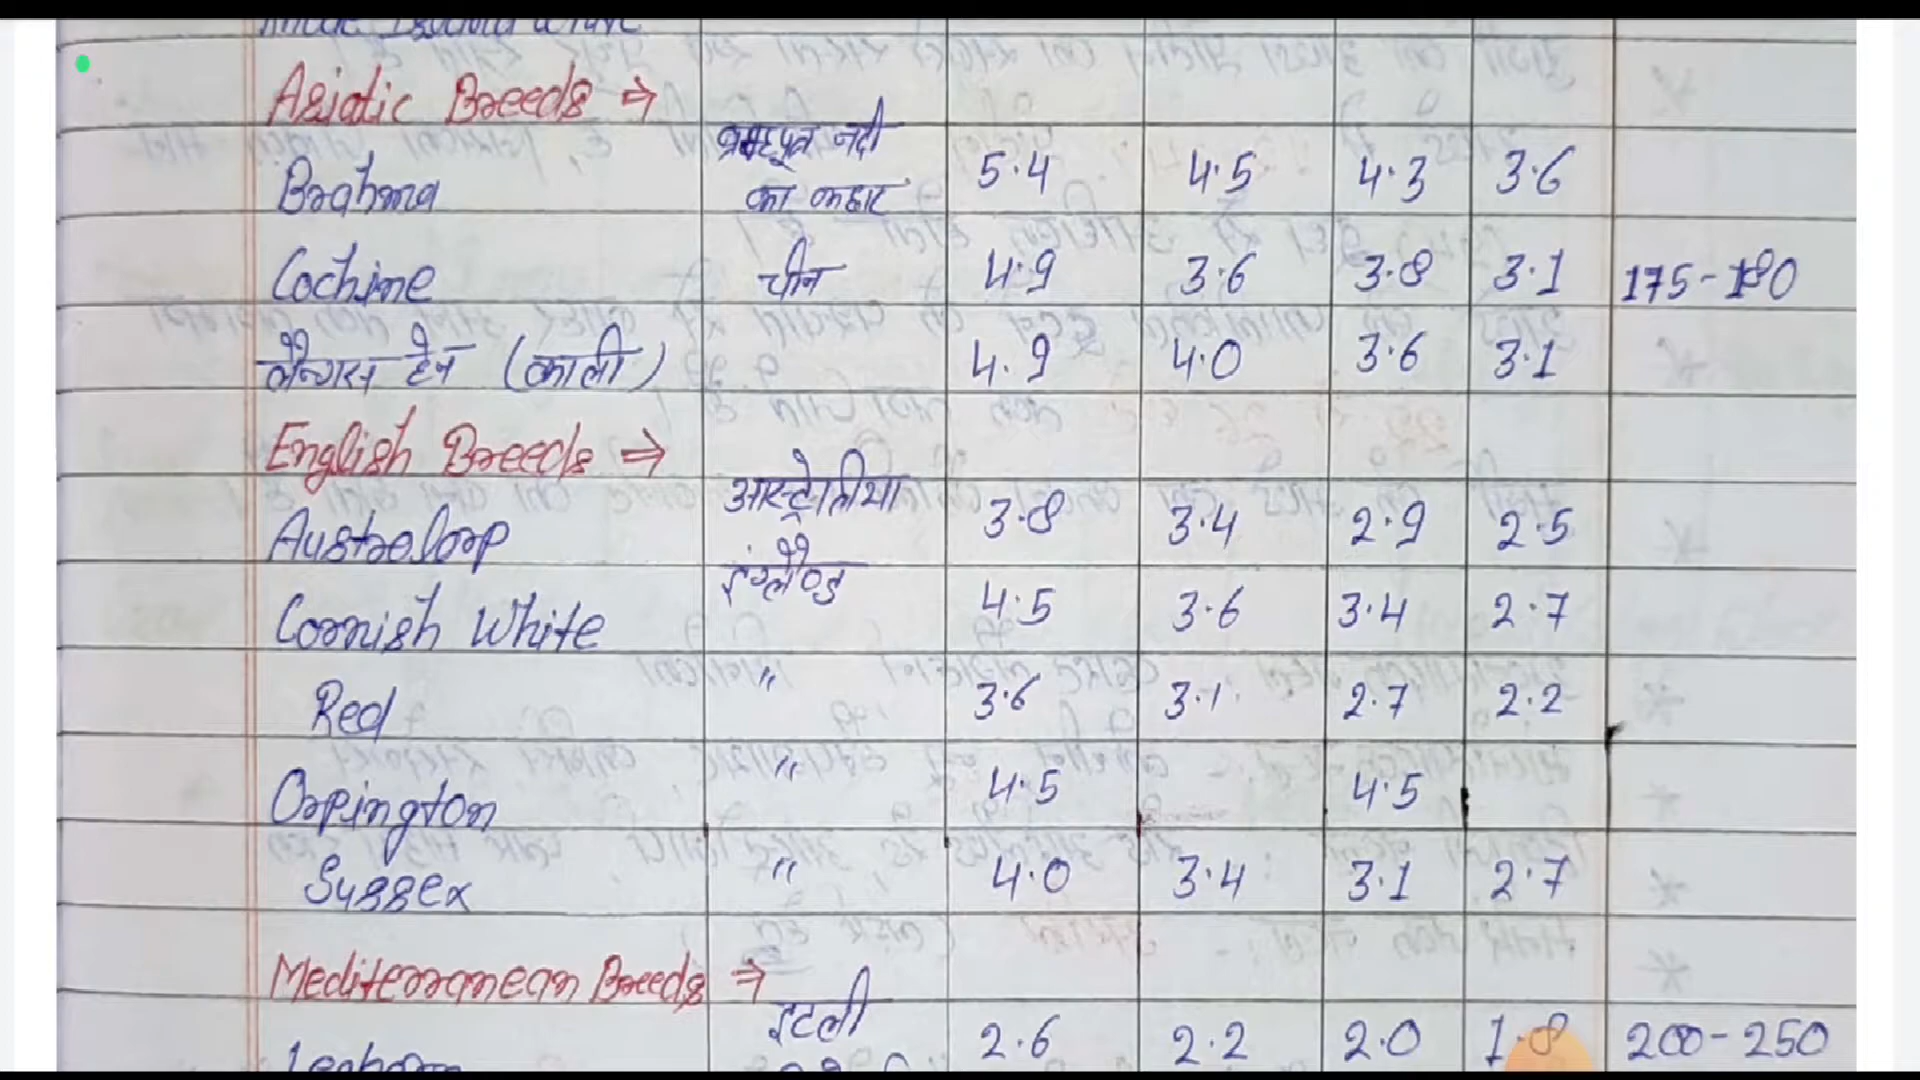 Asiatic Breeds ⇒
Brahma ब्रह्मपुत्र नदी का कछार 5.4 4.5 4.3 3.6
Cochine चीन 4.9 3.6 3.8 3.1 175-180
(काली) 4.9 4.0 3.6 3.1
English Breeds ⇒
Australorp आस्ट्रेलिया 3.8 3.4 2.9 2.5
Cornish White इंग्लैण्ड 4.5 3.6 3.4 2.7
Red " 3.6 3.1 2.7 2.2
Orpington " 4.5 4.5
Sussex " 4.0 3.4 3.1 2.7
Mediterranean Breeds ⇒
इटली 2.6 2.2 2.0 1.8 200-250